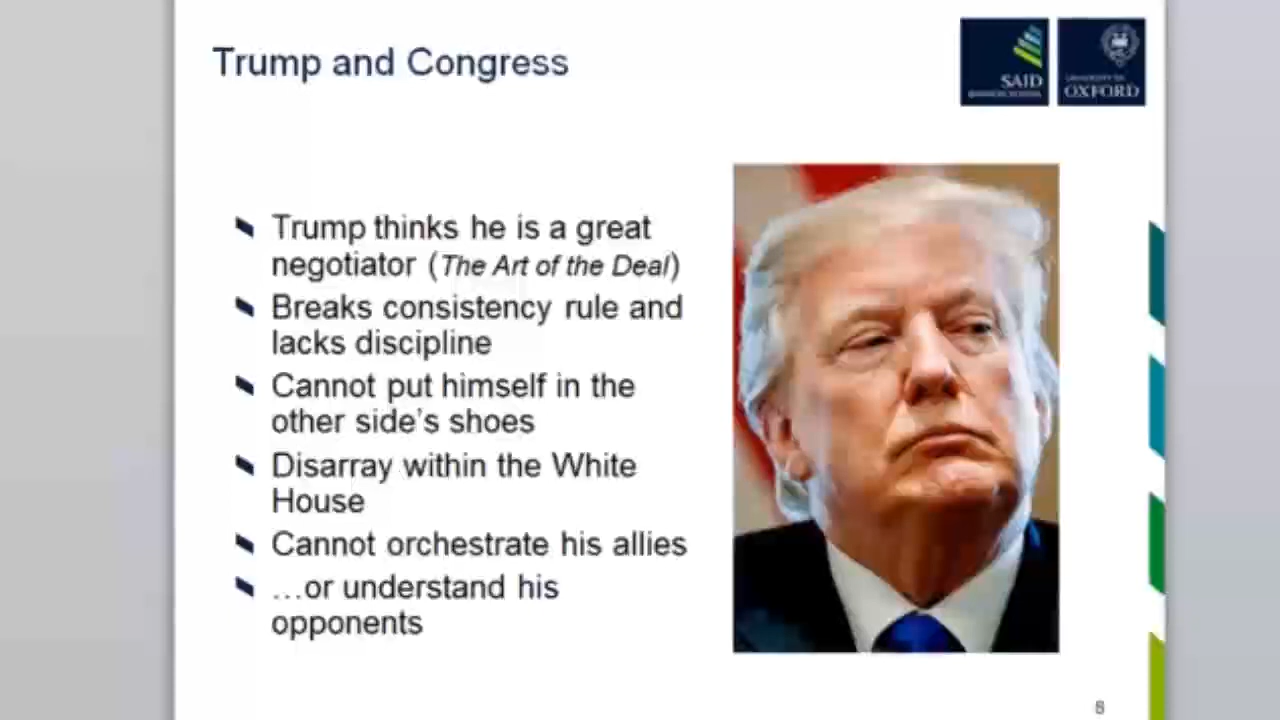 Trump and Congress
SAID
UNIVERSITY OF
OXFORD
Trump thinks he is a great
negotiator (The Art of the Deal)
Breaks consistency rule and
lacks discipline
Cannot put himself in the
other side's shoes
Disarray within the White
House
Cannot orchestrate his allies
…or understand his
opponents
8